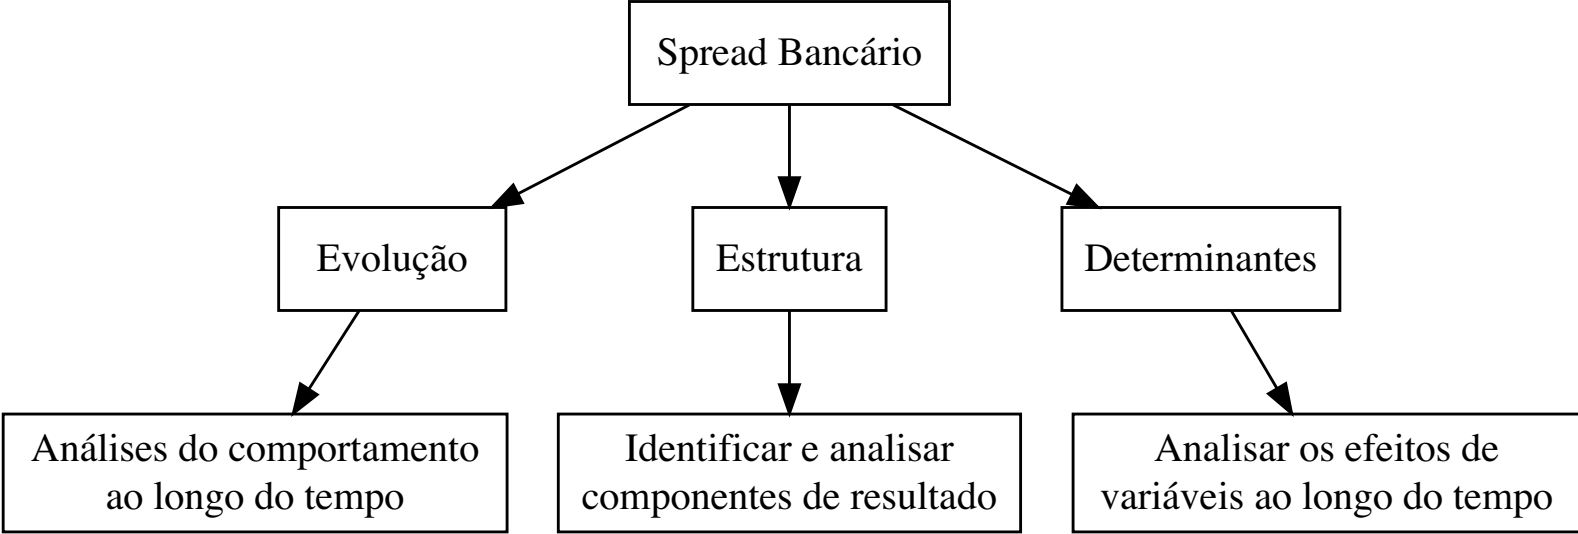 Spread Bancário
Evolução
Estrutura
Determinantes
Análises do comportamento
ao longo do tempo
Identificar e analisar
componentes de resultado
Analisar os efeitos de
variáveis ao longo do tempo